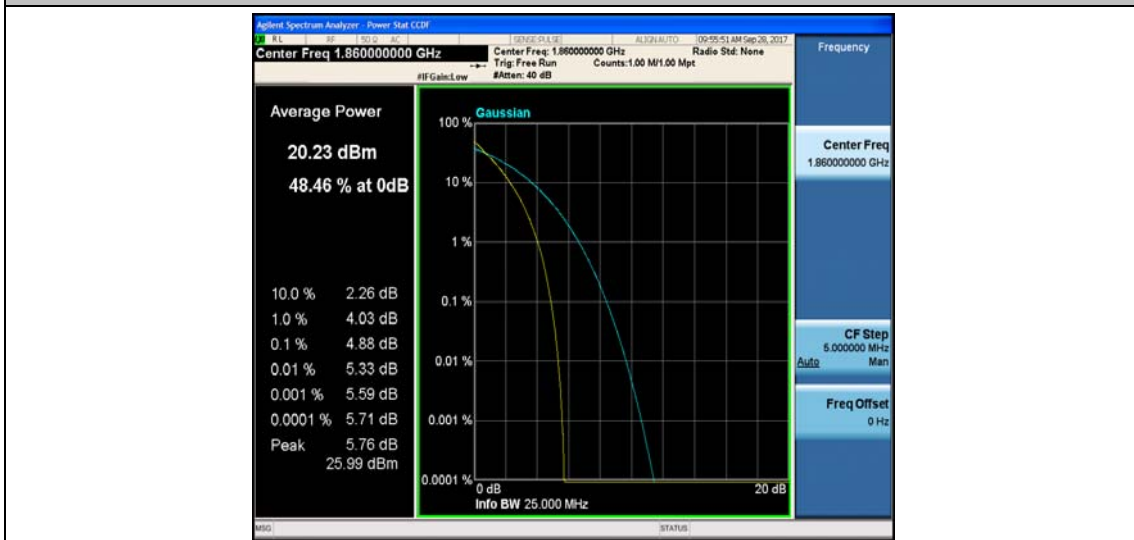 Agilent Spectrum Analyzer - Power Stat CCDF
RL RF 50 Ω AC SENSE:PULSE ALIGN AUTO 09:55:51 AM Sep 28, 2017
Center Freq 1.860000000 GHz
Center Freq: 1.860000000 GHz Radio Std: None
Trig: Free Run Counts:1.00 M/1.00 Mpt
#IFGain:Low #Atten: 40 dB
Frequency
Average Power
20.23 dBm
48.46 % at 0dB
10.0 % 2.26 dB
1.0 % 4.03 dB
0.1 % 4.88 dB
0.01 % 5.33 dB
0.001 % 5.59 dB
0.0001 % 5.71 dB
Peak 5.76 dB
25.99 dBm
Gaussian
100 %
10 %
1 %
0.1 %
0.01 %
0.001 %
0.0001 %
0 dB 20 dB
Info BW 25.000 MHz
Center Freq
1.860000000 GHz
CF Step
5.000000 MHz
Auto Man
Freq Offset
0 Hz
MSG STATUS